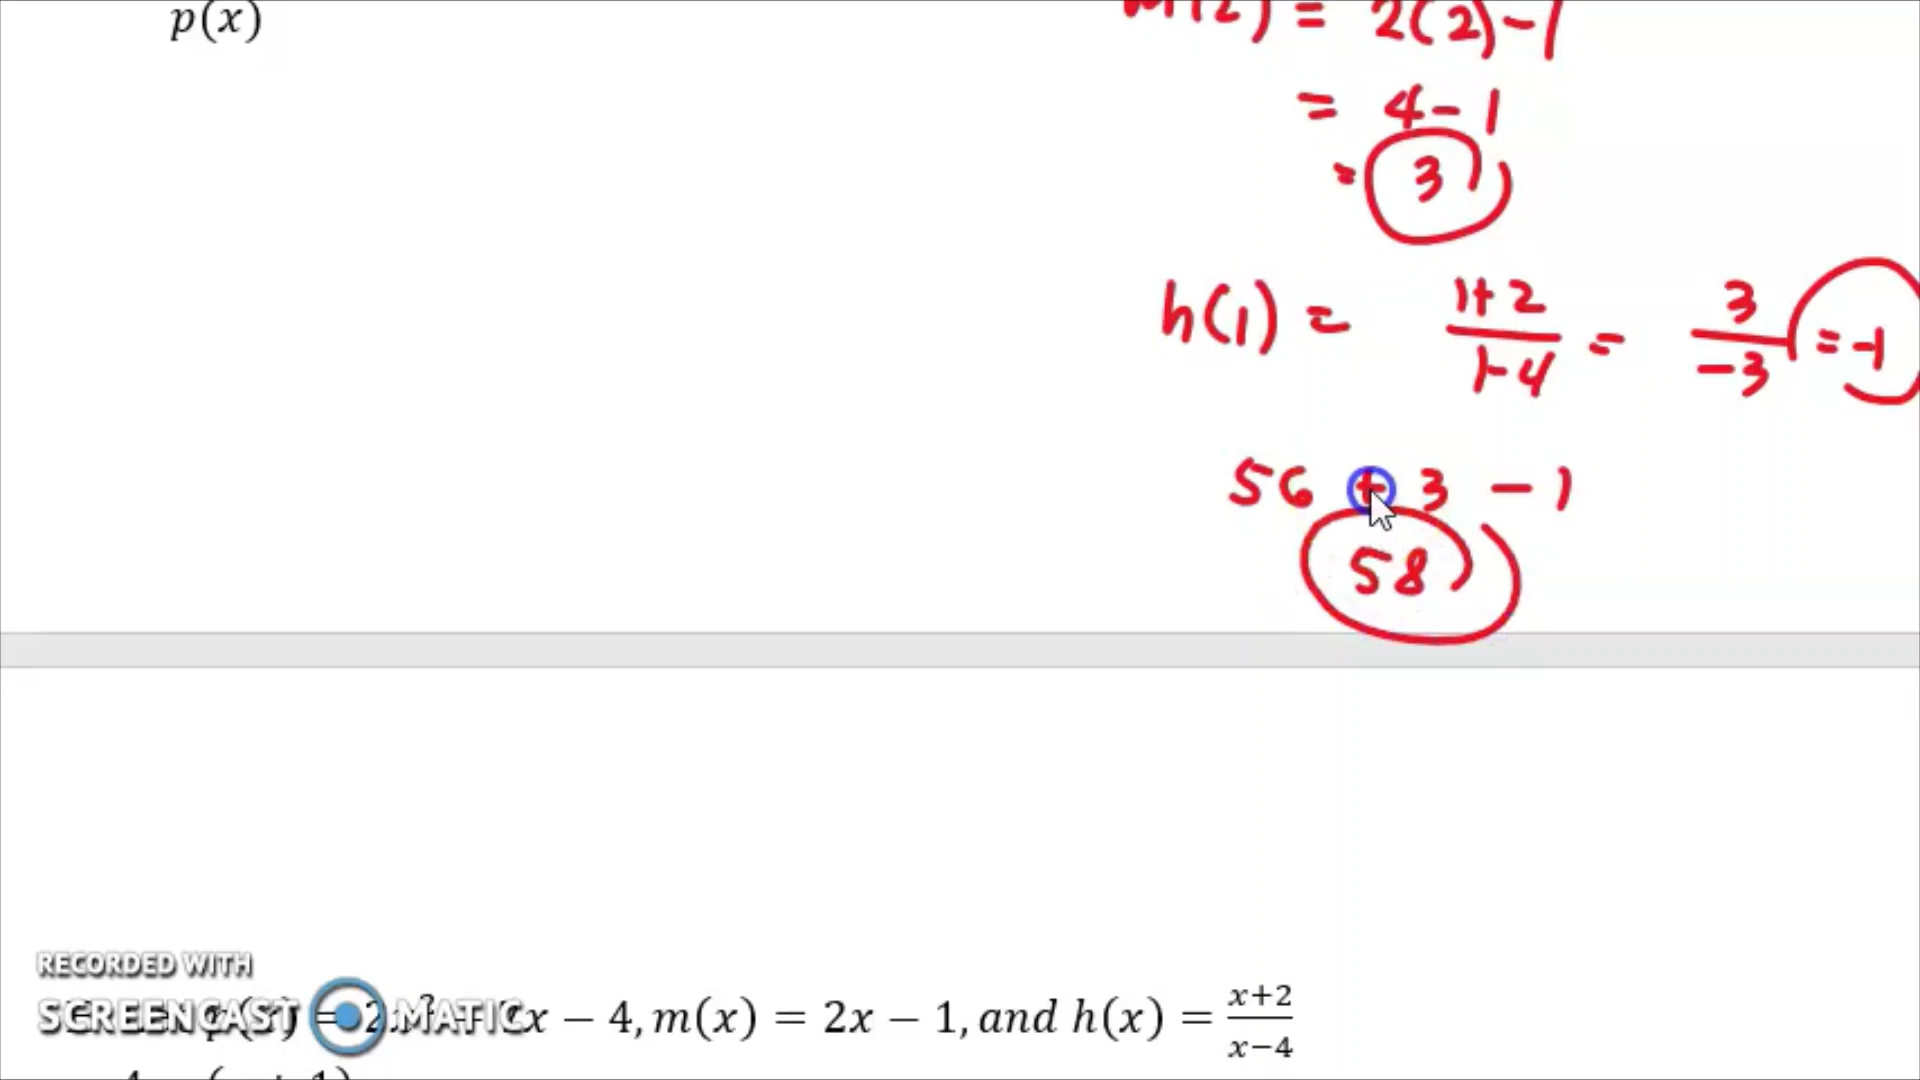 p(x)
m(2) = 2(2)-1
= 4-1
= 3
h(1) = 1+2/1-4 = 3/-3 = -1
56 + 3 - 1
58
RECORDED WITH
SCREENCAST MATIC
x - 4, m(x) = 2x - 1, and h(x) = x+2/x-4